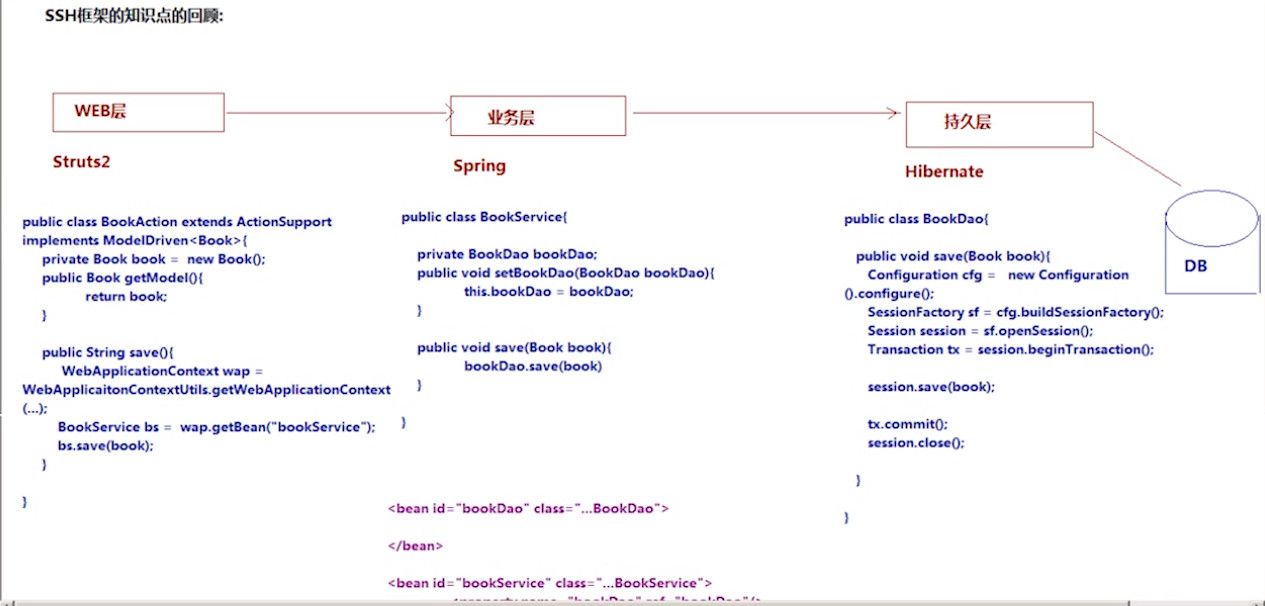 SSH框架的知识点的回顾:
WEB层
业务层
持久层
Struts2
Spring
Hibernate
DB
public class BookAction extends ActionSupport
implements ModelDriven<Book>{
private Book book = new Book();
public Book getModel(){
return book;
}
public String save(){
WebApplicationContext wap =
WebApplicaitonContextUtils.getWebApplicationContext
(...);
BookService bs = wap.getBean("bookService");
bs.save(book);
}
}
public class BookService{
private BookDao bookDao;
public void setBookDao(BookDao bookDao){
this.bookDao = bookDao;
}
public void save(Book book){
bookDao.save(book)
}
}
<bean id="bookDao" class="...BookDao">
</bean>
<bean id="bookService" class="...BookService">
<property name="bookDao" ref="bookDao"/>
public class BookDao{
public void save(Book book){
Configuration cfg = new Configuration
().configure();
SessionFactory sf = cfg.buildSessionFactory();
Session session = sf.openSession();
Transaction tx = session.beginTransaction();
session.save(book);
tx.commit();
session.close();
}
}